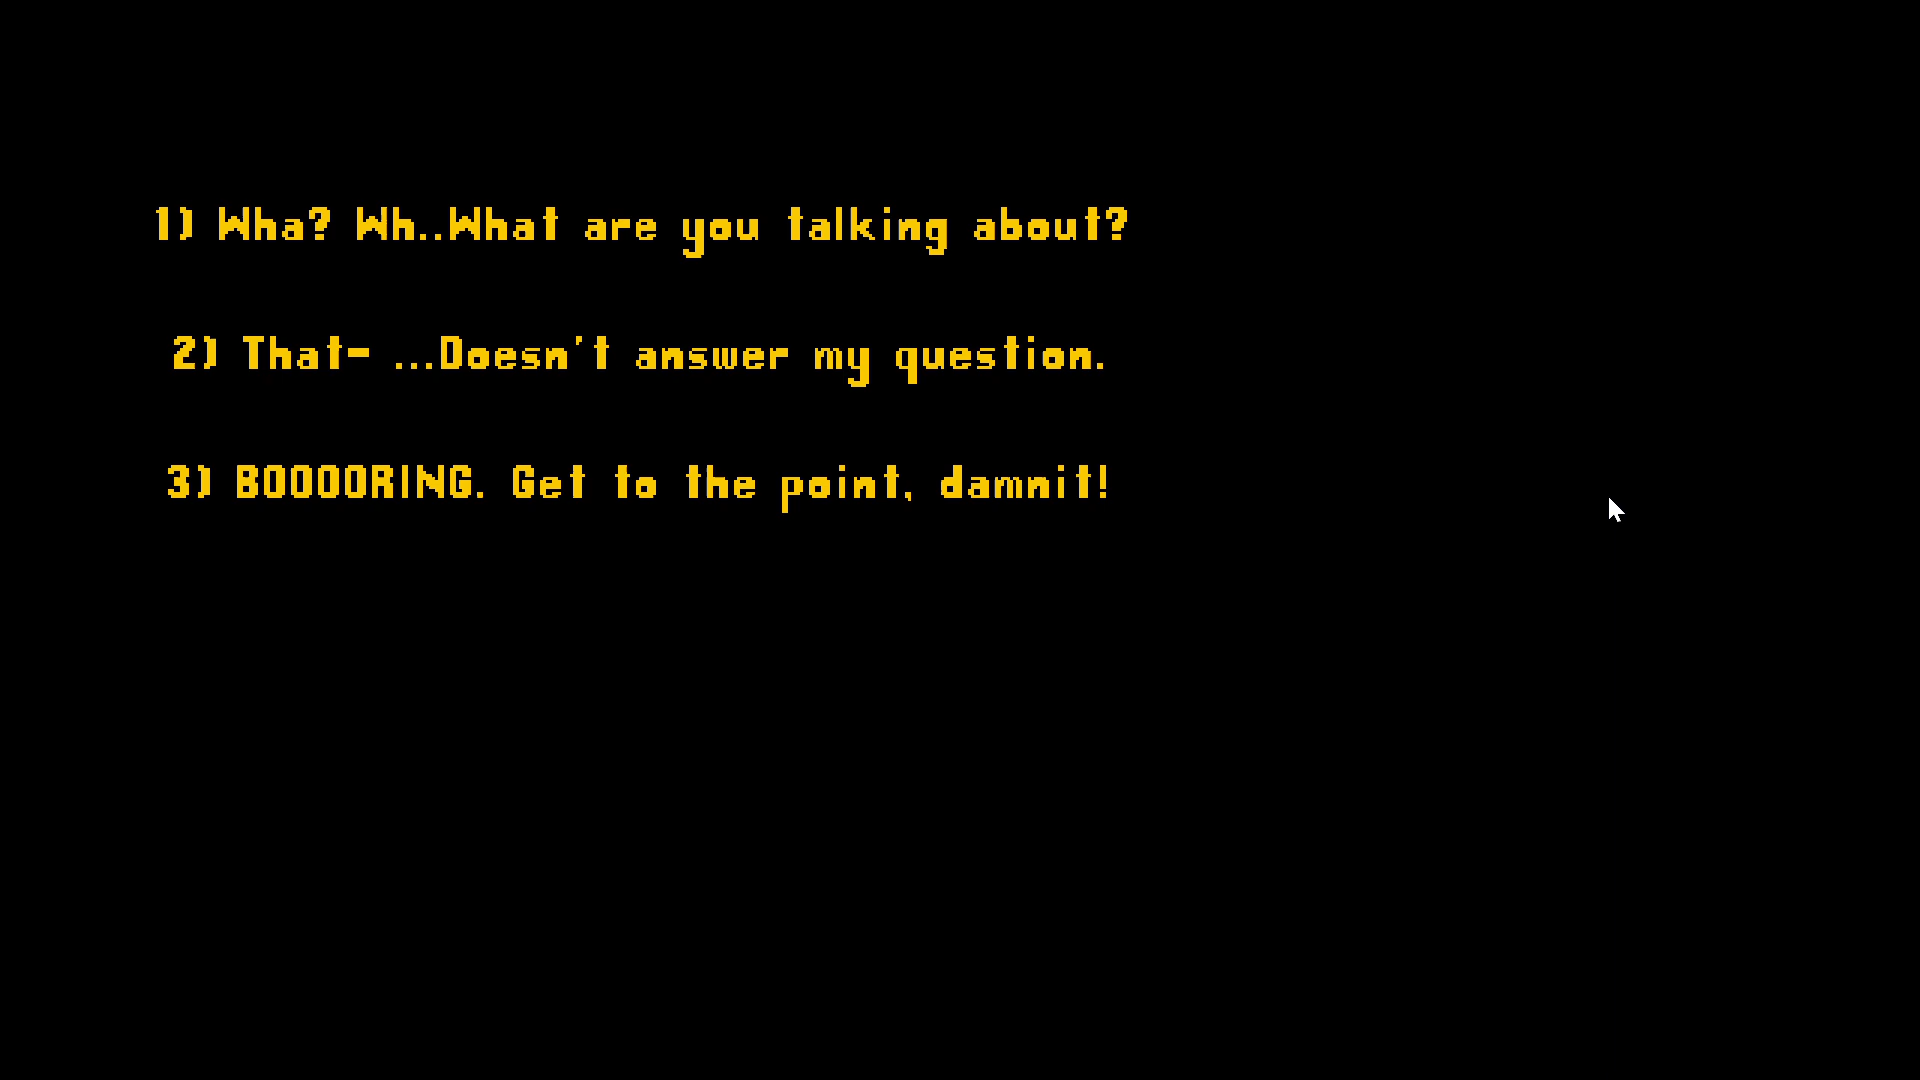 1) Wha? Wh..What are you talking about?
2) That- ...Doesn't answer my question.
3) BOOOORING. Get to the point, damnit!